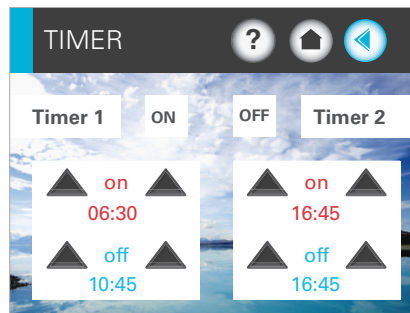 TIMER ?
Timer 1 ON OFF Timer 2
on on
06:30 16:45
off off
10:45 16:45